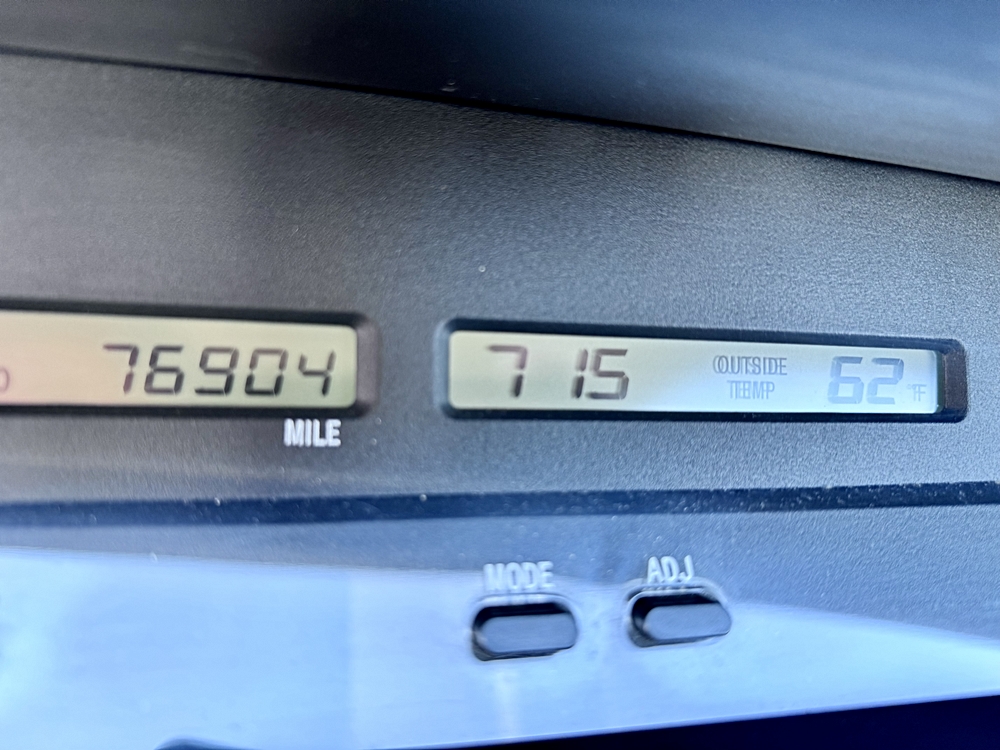 76904
MILE
7 15
OUTSIDE
TEMP
62 °F
MODE
ADJ